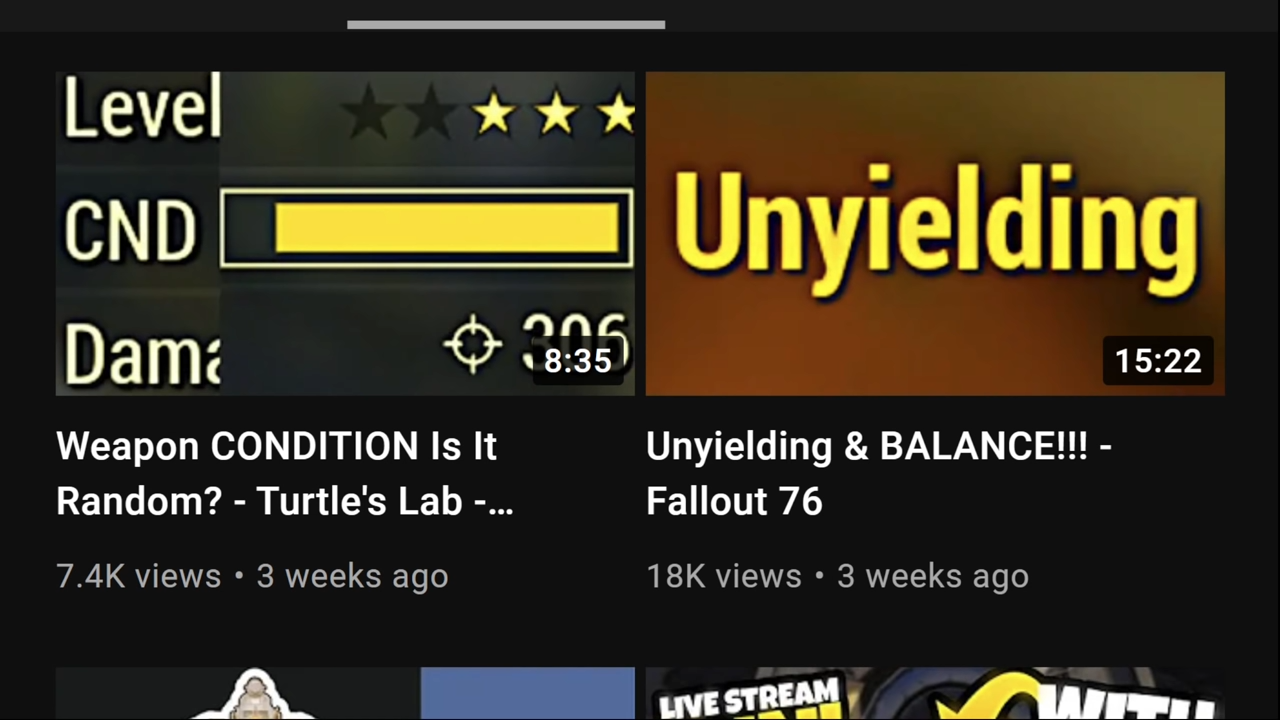 Level
CND
306
8:35
Unyielding
15:22
Weapon CONDITION Is It
Random? - Turtle's Lab -…
7.4K views • 3 weeks ago
Unyielding & BALANCE!!! -
Fallout 76
18K views • 3 weeks ago
LIVE STREAM
WITH